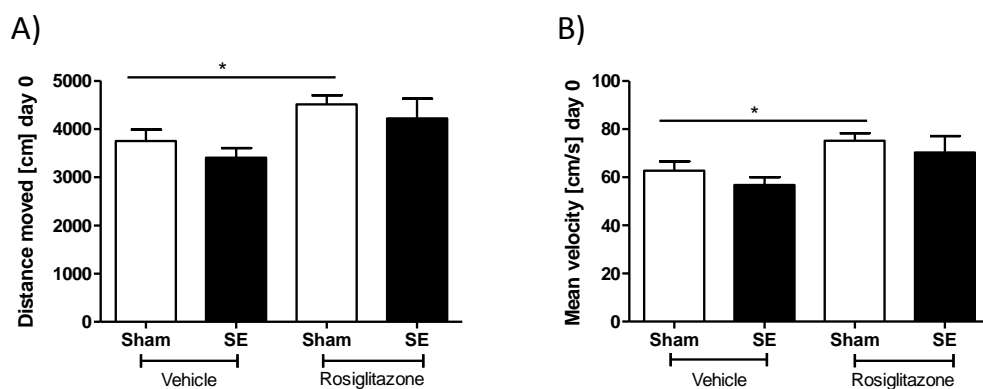 A)
B)
Distance moved [cm] day 0
5000
4000
3000
2000
1000
0
*
Sham
SE
Sham
SE
Vehicle
Rosiglitazone
Mean velocity [cm/s] day 0
100
80
60
40
20
0
*
Sham
SE
Sham
SE
Vehicle
Rosiglitazone